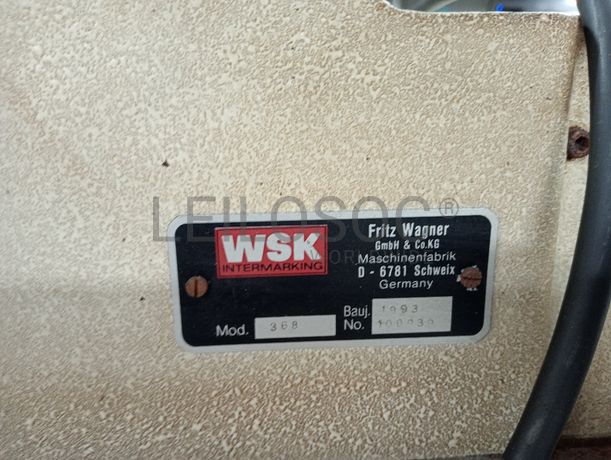 LEILOSOC®
WSK
INTERMARKING
Fritz Wagner
GmbH & Co.KG
Maschinenfabrik
D - 6781 Schweix
Germany
Mod. 368
Bauj. 1993
No.